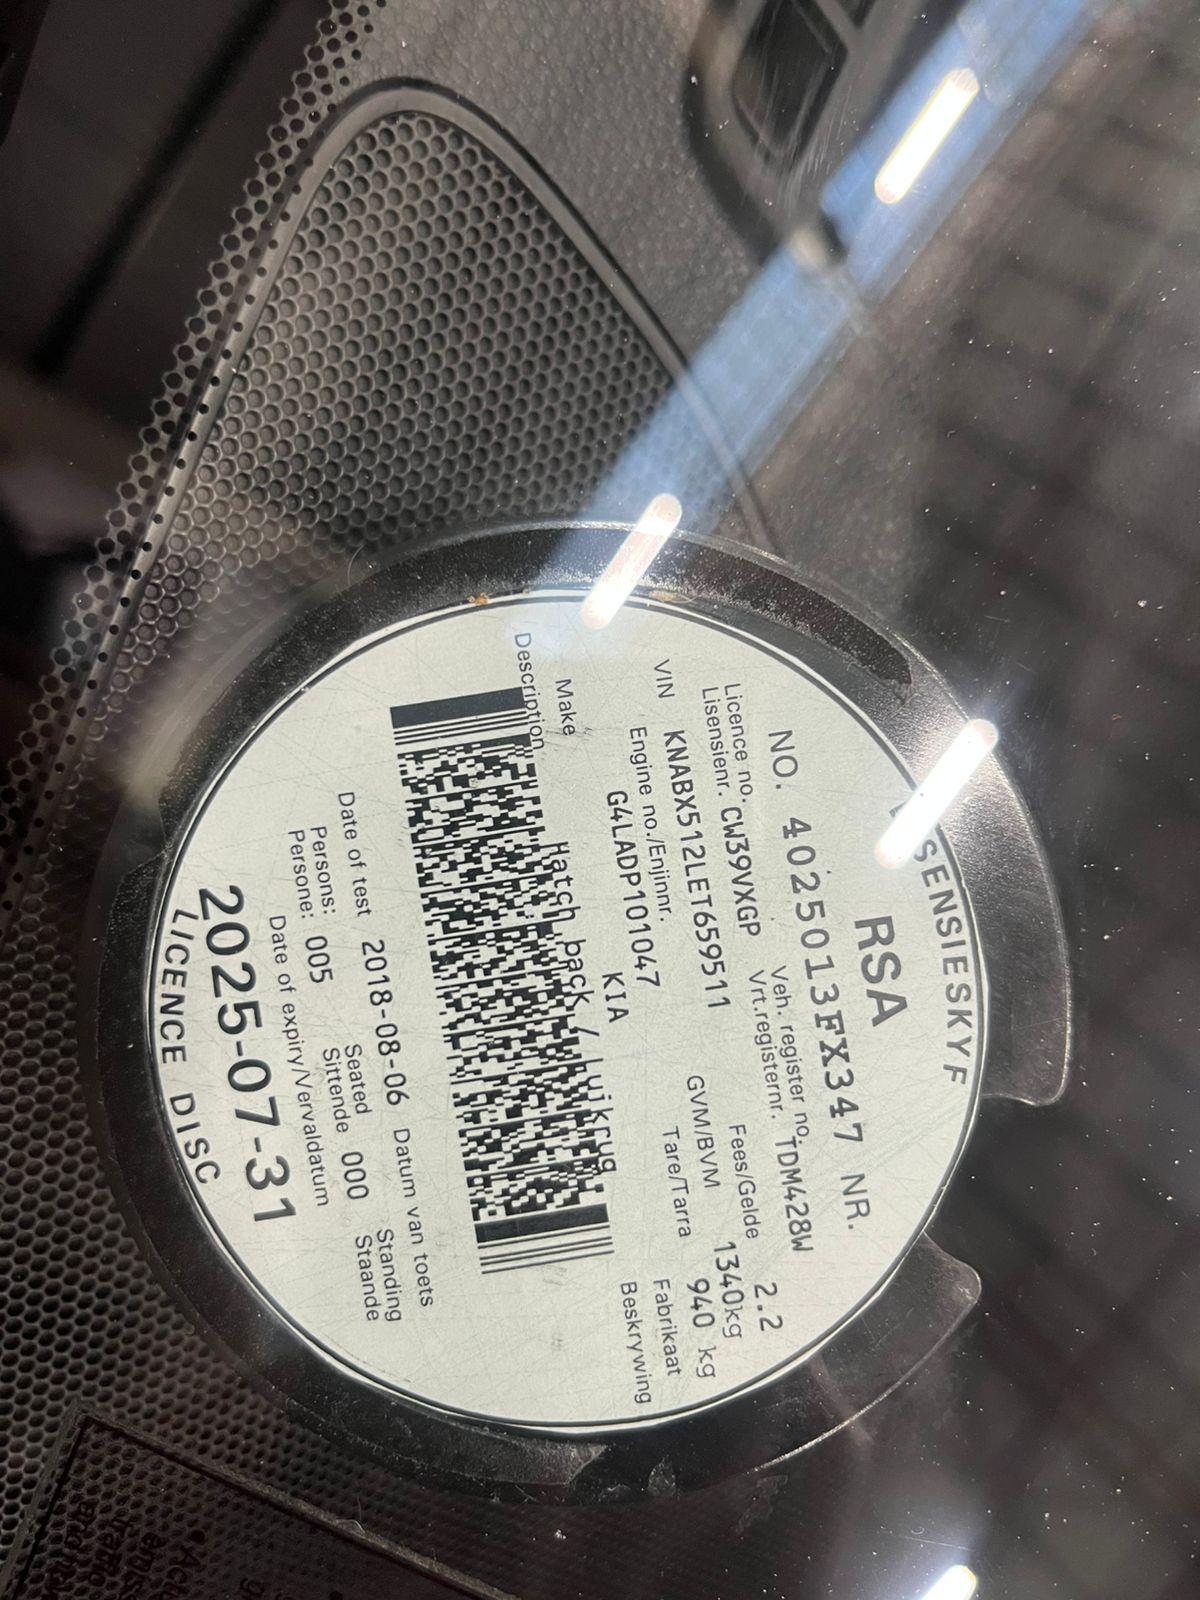 SENSIESKYF
RSA
NO. 4025013FX347 NR.
Licence no. Veh. register no.
Lisensienr. CW39VXGP Vrt.registernr. TDM428W
VIN KNABX512LET659511 Fees/Gelde 2.2
Engine no./Enjinnr. GVM/BVM 1340kg
G4LADP101047 Tare/Tarra 940 kg
Make KIA Fabrikaat
Description Hatch back / Luikrug Beskrywing
Date of test 2018-08-06 Datum van toets
Persons: Seated Standing
Persone: 005 Sittende 000 Staande
Date of expiry/Vervaldatum
2025-07-31
LICENCE DISC